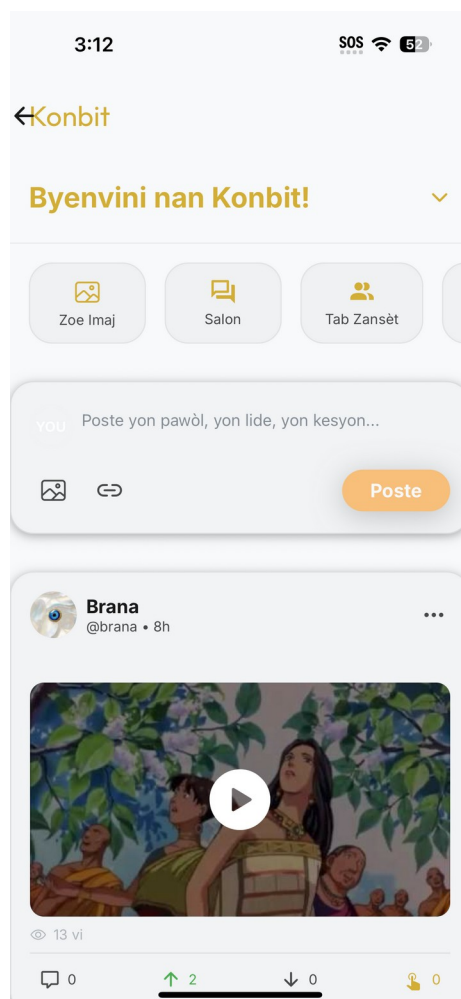 3:12
SOS
52
Konbit
Byenvini nan Konbit!
Zoe Imaj
Salon
Tab Zansèt
YOU
Poste yon pawòl, yon lide, yon kesyon...
Poste
Brana
@brana • 8h
13 vi
0
2
0
0